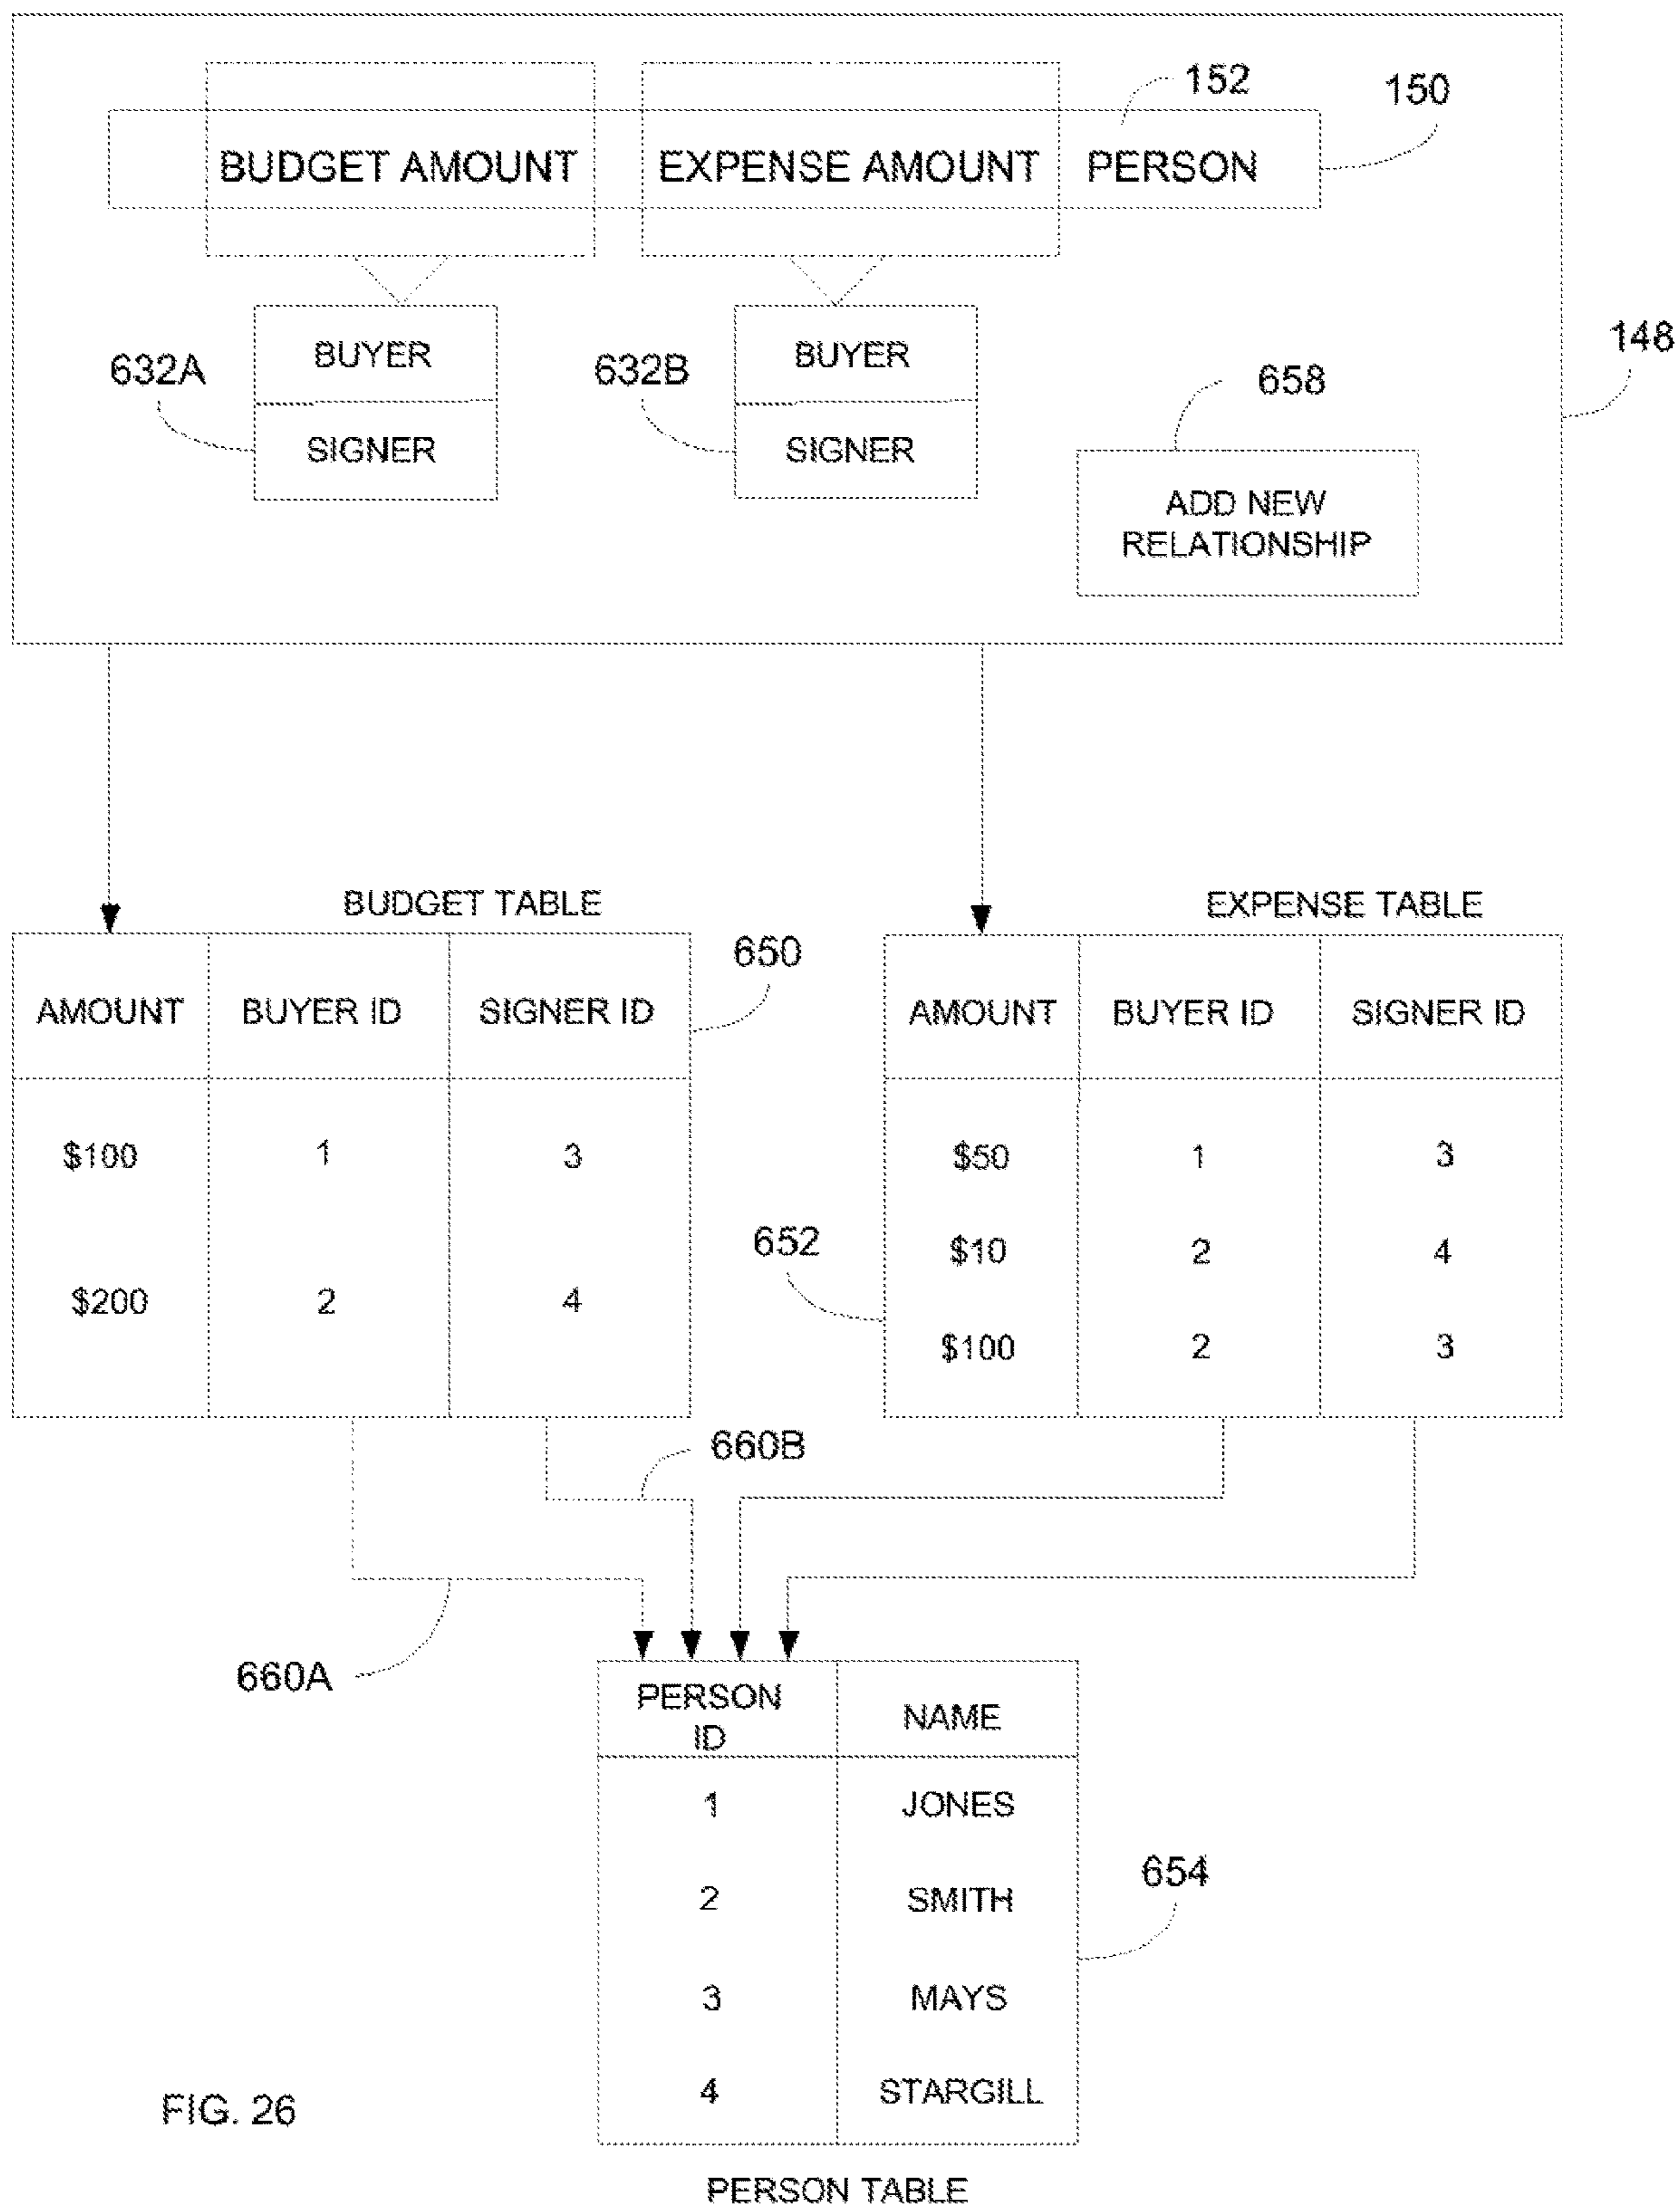 152
150
BUDGET AMOUNT EXPENSE AMOUNT PERSON
632A
BUYER
SIGNER
632B
BUYER
SIGNER
658
148
ADD NEW
RELATIONSHIP
BUDGET TABLE
650
AMOUNT BUYER ID SIGNER ID
$100 1 3
$200 2 4
EXPENSE TABLE
652
AMOUNT BUYER ID SIGNER ID
$50 1 3
$10 2 4
$100 2 3
660B
660A
PERSON
ID
NAME
1 JONES
2 SMITH
3 MAYS
4 STARGILL
654
FIG. 26
PERSON TABLE